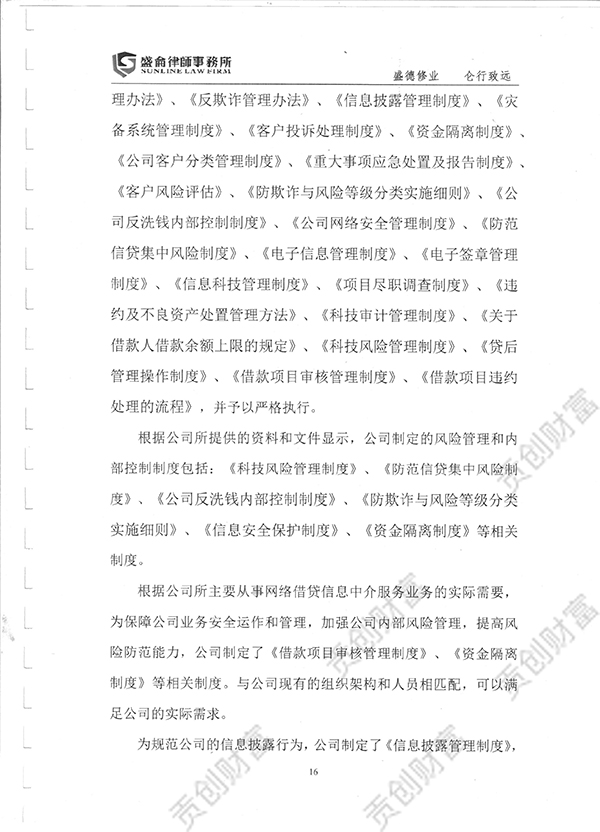 盛侖律師事務所
SUNLINE LAW FIRM
盛德修业 仑行致远
理办法》、《反欺诈管理办法》、《信息披露管理制度》、《灾
备系统管理制度》、《客户投诉处理制度》、《资金隔离制度》、
《公司客户分类管理制度》、《重大事项应急处置及报告制度》、
《客户风险评估》、《防欺诈与风险等级分类实施细则》、《公
司反洗钱内部控制制度》、《公司网络安全管理制度》、《防范
信贷集中风险制度》、《电子信息管理制度》、《电子签章管理
制度》、《信息科技管理制度》、《项目尽职调查制度》、《违
约及不良资产处置管理方法》、《科技审计管理制度》、《关于
借款人借款余额上限的规定》、《科技风险管理制度》、《贷后
管理操作制度》、《借款项目审核管理制度》、《借款项目违约
处理的流程》，并予以严格执行。
根据公司所提供的资料和文件显示，公司制定的风险管理和内
部控制制度包括：《科技风险管理制度》、《防范信贷集中风险制
度》、《公司反洗钱内部控制制度》、《防欺诈与风险等级分类
实施细则》、《信息安全保护制度》、《资金隔离制度》等相关
制度。
根据公司所主要从事网络借贷信息中介服务业务的实际需要，
为保障公司业务安全运作和管理，加强公司内部风险管理，提高风
险防范能力，公司制定了《借款项目审核管理制度》、《资金隔离
制度》等相关制度。与公司现有的组织架构和人员相匹配，可以满
足公司的实际需求。
为规范公司的信息披露行为，公司制定了《信息披露管理制度》，
16
贡创财富
贡创财富
贡创财富
贡创财富